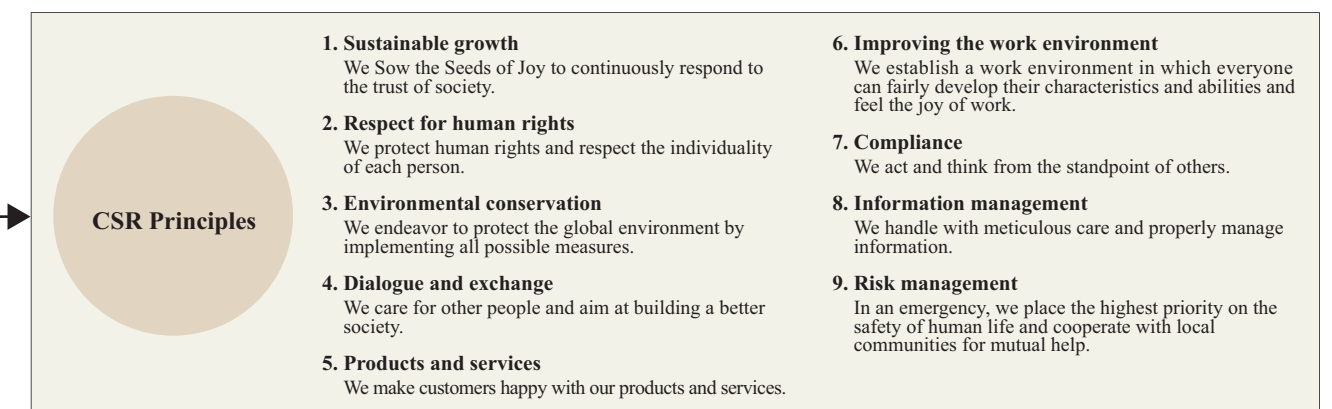 CSR Principles
1. Sustainable growth
We Sow the Seeds of Joy to continuously respond to
the trust of society.
2. Respect for human rights
We protect human rights and respect the individuality
of each person.
3. Environmental conservation
We endeavor to protect the global environment by
implementing all possible measures.
4. Dialogue and exchange
We care for other people and aim at building a better
society.
5. Products and services
We make customers happy with our products and services.
6. Improving the work environment
We establish a work environment in which everyone
can fairly develop their characteristics and abilities and
feel the joy of work.
7. Compliance
We act and think from the standpoint of others.
8. Information management
We handle with meticulous care and properly manage
information.
9. Risk management
In an emergency, we place the highest priority on the
safety of human life and cooperate with local
communities for mutual help.